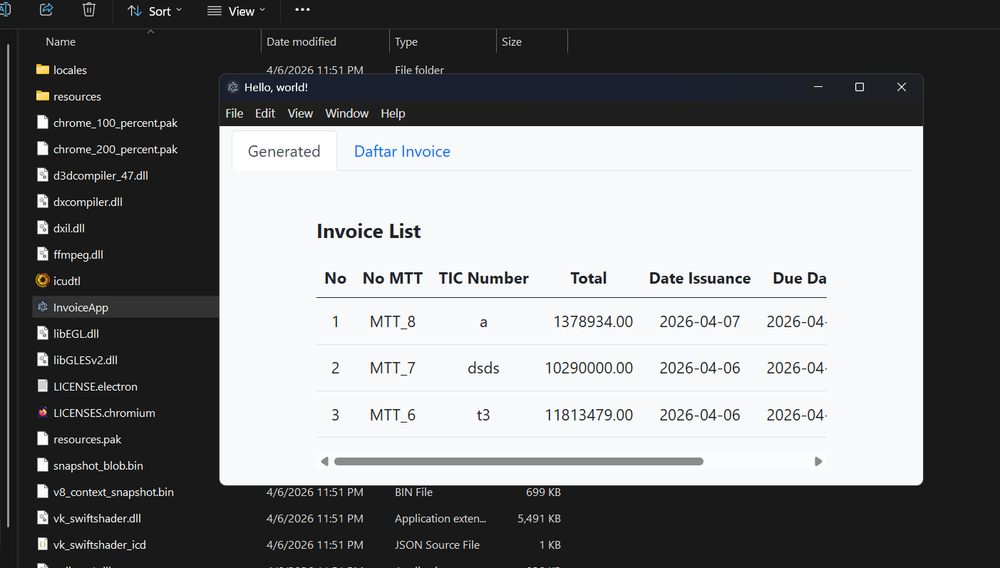 Sort View •••
Name Date modified Type Size
locales 4/6/2026 11:51 PM File folder
resources
chrome_100_percent.pak
chrome_200_percent.pak
d3dcompiler_47.dll
dxcompiler.dll
dxil.dll
ffmpeg.dll
icudtl
InvoiceApp
libEGL.dll
libGLESv2.dll
LICENSE.electron
LICENSES.chromium
resources.pak
snapshot_blob.bin
v8_context_snapshot.bin 4/6/2026 11:51 PM BIN File 699 KB
vk_swiftshader.dll 4/6/2026 11:51 PM Application exten... 5,491 KB
vk_swiftshader_icd 4/6/2026 11:51 PM JSON Source File 1 KB
Hello, world!
File Edit View Window Help
Generated Daftar Invoice
Invoice List
No No MTT TIC Number Total Date Issuance Due Da
1 MTT_8 a 1378934.00 2026-04-07 2026-04-
2 MTT_7 dsds 10290000.00 2026-04-06 2026-04-
3 MTT_6 t3 11813479.00 2026-04-06 2026-04-